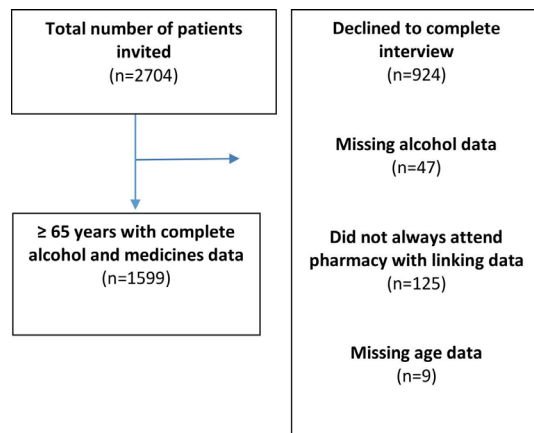 Total number of patients
invited
(n=2704)
≥ 65 years with complete
alcohol and medicines data
(n=1599)
Declined to complete
interview
(n=924)
Missing alcohol data
(n=47)
Did not always attend
pharmacy with linking data
(n=125)
Missing age data
(n=9)